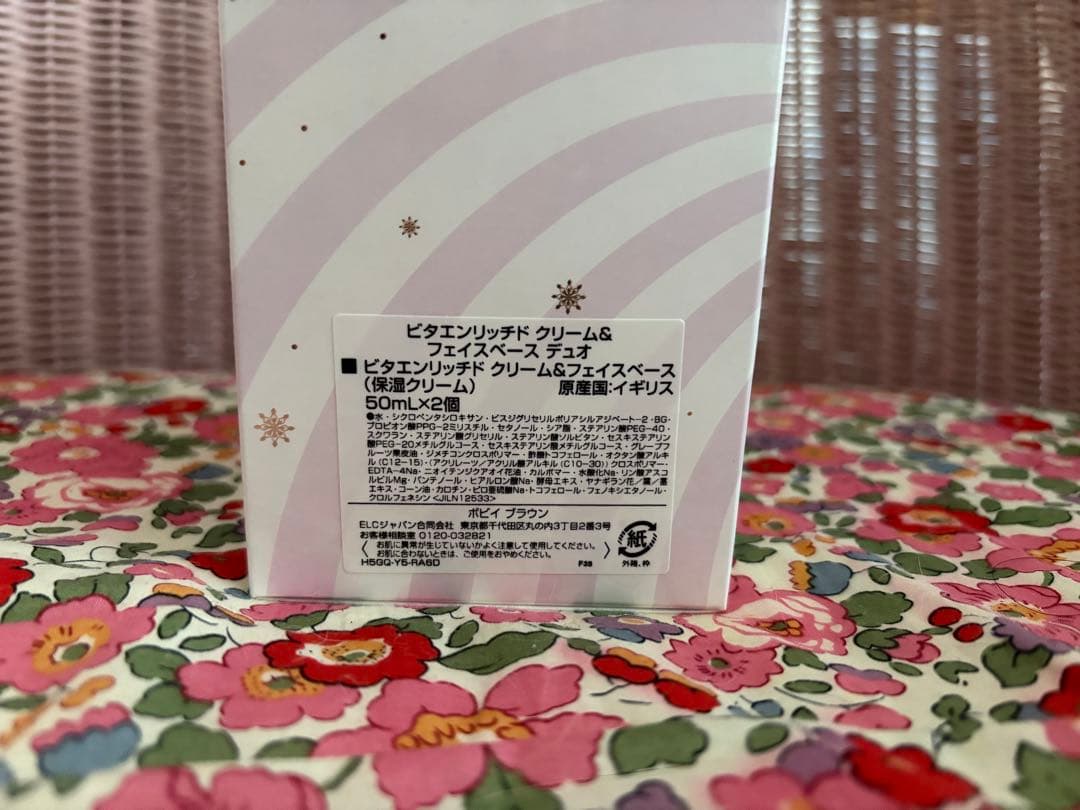 ビタエンリッチド クリーム&
フェイスベース デュオ
■ ビタエンリッチド クリーム&フェイスベース
(保湿クリーム) 原産国:イギリス
50mL×2個
●水・シクロペンタシロキサン・ビスジグリセリルポリアシルアジペート-2・BG・
プロピオン酸PPG-2ミリスチル・セタノール・シア脂・ステアリン酸PEG-40・
スクワラン・ステアリン酸グリセリル・ステアリン酸ソルビタン・セスキステアリン
酸PEG-20メチルグルコース・セスキステアリン酸メチルグルコース・グレープフ
ルーツ果皮油・ジメチコンクロスポリマー・酢酸トコフェロール・オクタン酸アルキ
ル(C12-15)・(アクリレーツ/アクリル酸アルキル(C10-30))クロスポリマー・
EDTA-4Na・ニオイテンジクアオイ花油・カルボマー・水酸化Na・リン酸アスコ
ルビルMg・パンテノール・ヒアルロン酸Na・酵母エキス・ヤナギラン花/葉/茎
エキス・コーン油・カロチン・ピロ亜硫酸Na・トコフェロール・フェノキシエタノール・
クロルフェネシン <JILN12533>
ボビイ ブラウン
ELCジャパン合同会社 東京都千代田区丸の内3丁目2番3号
お客様相談室 0120-032821
お肌に異常が生じていないかよく注意して使用してください。
お肌に合わないときは、ご使用をおやめください。
H5GQ-Y5-RA6D F35
紙
外箱、枠